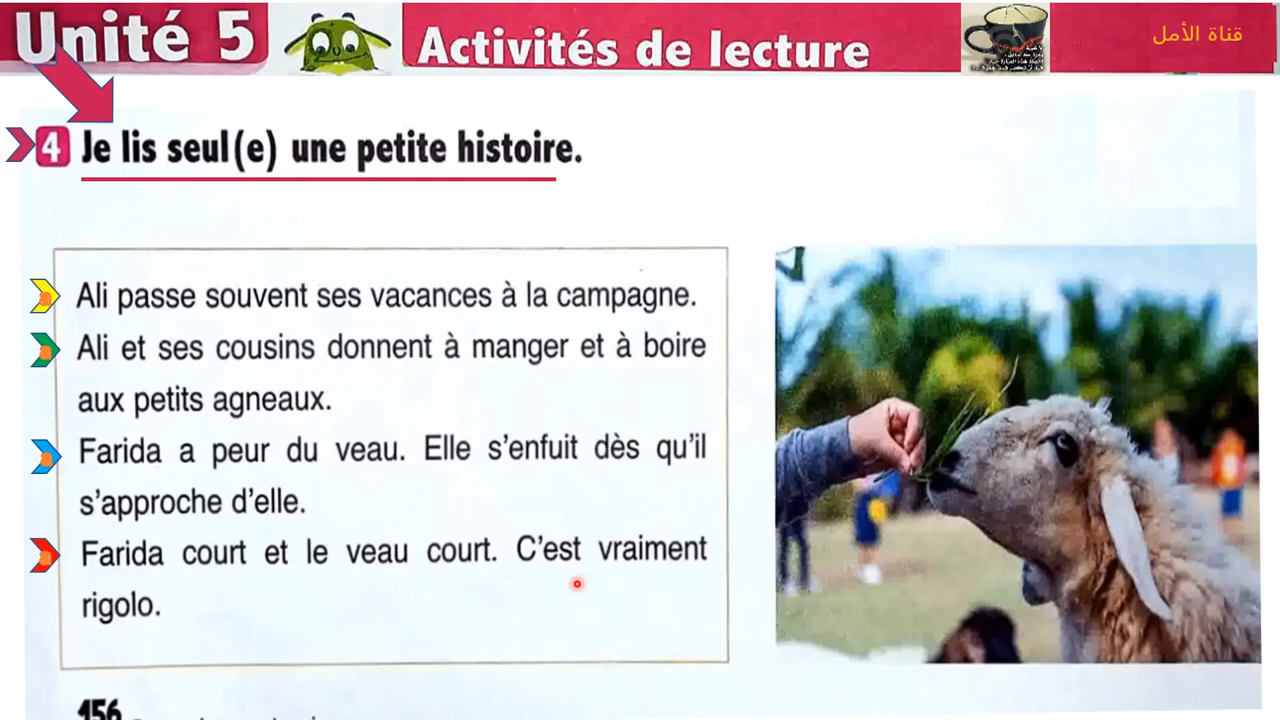 Unité 5
Activités de lecture
قناة الأمل
4 Je lis seul(e) une petite histoire.
Ali passe souvent ses vacances à la campagne.
Ali et ses cousins donnent à manger et à boire
aux petits agneaux.
Farida a peur du veau. Elle s'enfuit dès qu'il
s'approche d'elle.
Farida court et le veau court. C'est vraiment
rigolo.
156